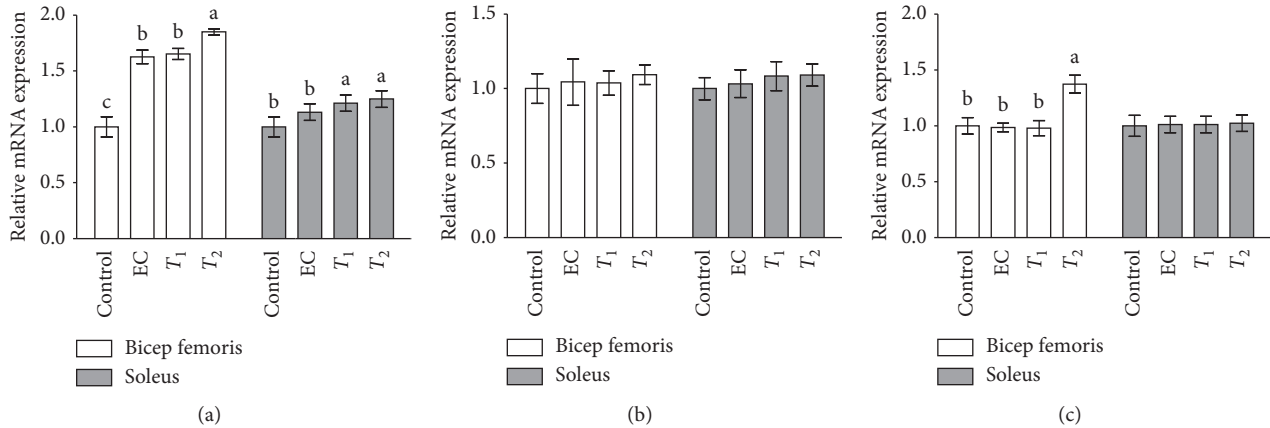 Relative mRNA expression
2.0
1.5
1.0
0.5
0.0
c
b
b
a
b
b
a
a
Control
EC
T1
T2
Control
EC
T1
T2
Bicep femoris
Soleus
(a)
Relative mRNA expression
1.5
1.0
0.5
0.0
Control
EC
T1
T2
Control
EC
T1
T2
Bicep femoris
Soleus
(b)
Relative mRNA expression
2.0
1.5
1.0
0.5
0.0
b
b
b
a
Control
EC
T1
T2
Control
EC
T1
T2
Bicep femoris
Soleus
(c)